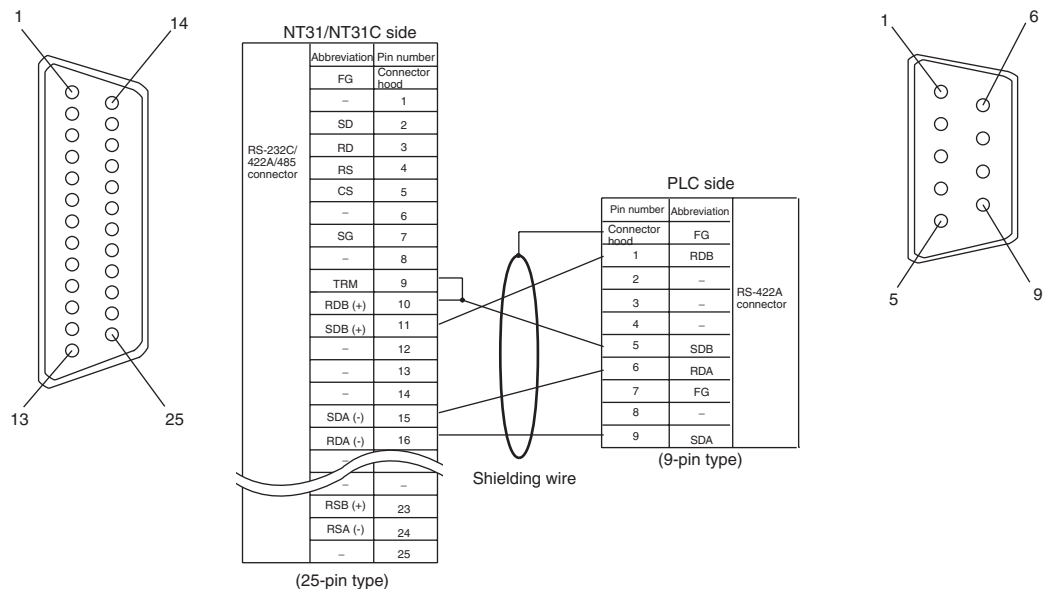 1
14
13
25
NT31/NT31C side
Abbreviation Pin number
FG Connector hood
– 1
SD 2
RD 3
RS 4
CS 5
– 6
SG 7
– 8
TRM 9
RDB (+) 10
SDB (+) 11
– 12
– 13
– 14
SDA (-) 15
RDA (-) 16
–
– –
RSB (+) 23
RSA (-) 24
– 25
RS-232C/
422A/485
connector
(25-pin type)
Shielding wire
PLC side
Pin number Abbreviation
Connector hood FG
1 RDB
2 –
3 –
4 –
5 SDB
6 RDA
7 FG
8 –
9 SDA
RS-422A
connector
(9-pin type)
1
6
5
9